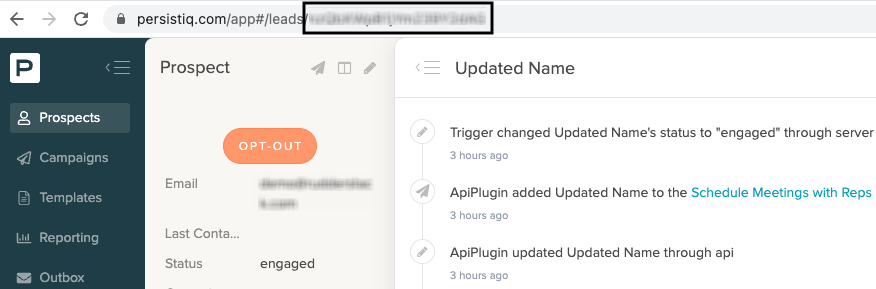 persistiq.com/app#/leads/
P
Prospect
Updated Name
Prospects
OPT-OUT
Trigger changed Updated Name's status to "engaged" through server
3 hours ago
Campaigns
Email
ApiPlugin added Updated Name to the Schedule Meetings with Reps
3 hours ago
Templates
Last Conta...
Reporting
ApiPlugin updated Updated Name through api
3 hours ago
Status
engaged
Outbox